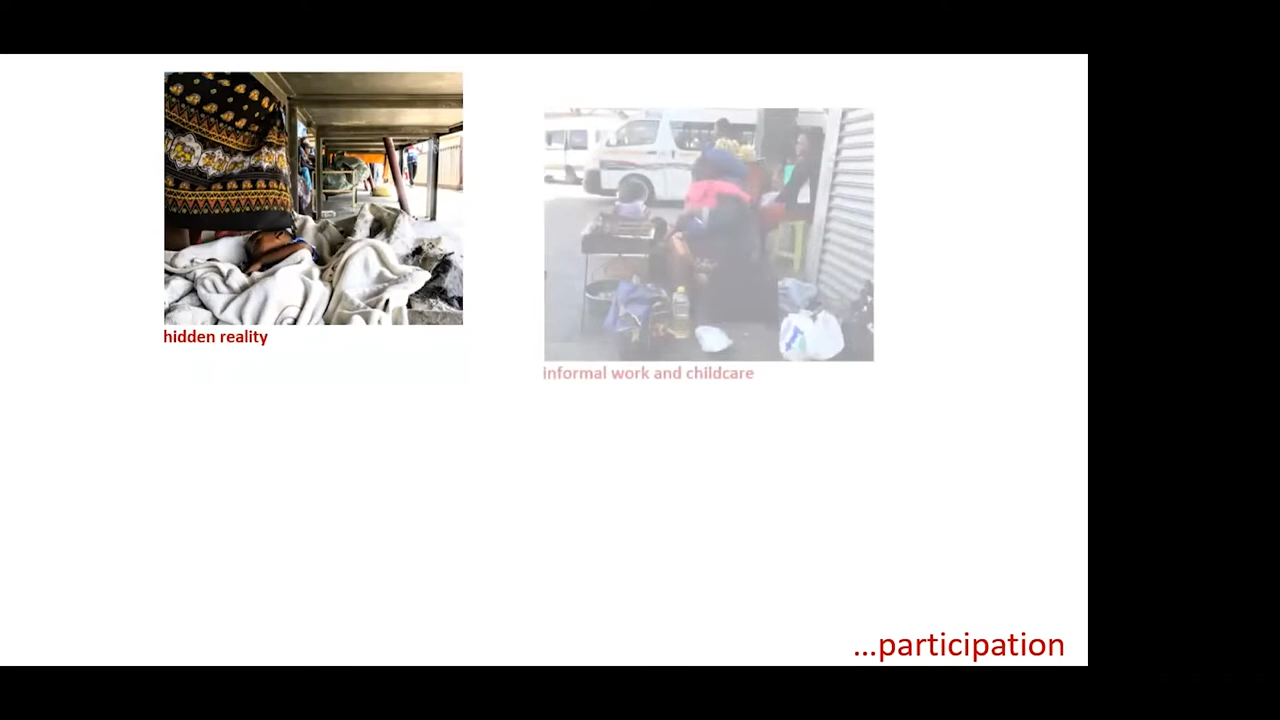 hidden reality
informal work and childcare
...participation